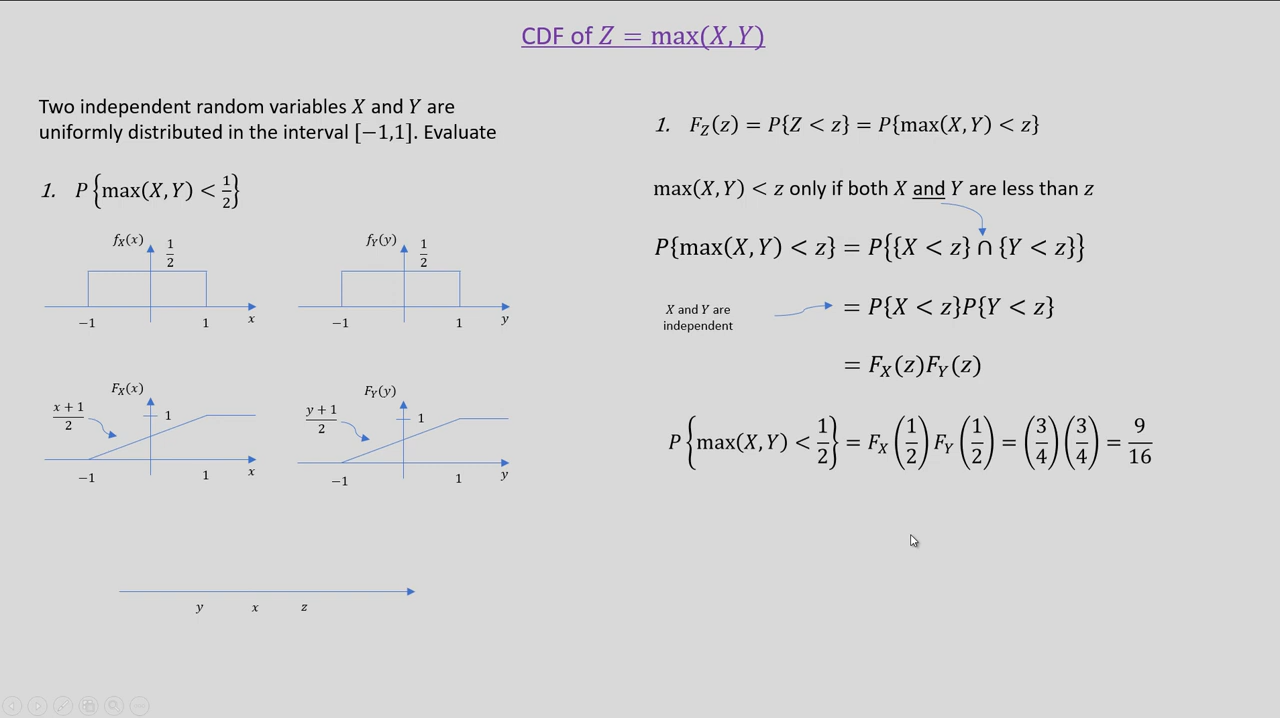 CDF of Z = max(X, Y)
Two independent random variables X and Y are
uniformly distributed in the interval [−1,1]. Evaluate
1. P{max(X, Y) < 1/2}
f_X(x) 1/2
−1 1 x
f_Y(y) 1/2
−1 1 y
F_X(x)
(x + 1)/2 1
−1 1 x
F_Y(y)
(y + 1)/2 1
−1 1 y
y x z
1. F_Z(z) = P{Z < z} = P{max(X, Y) < z}
max(X, Y) < z only if both X and Y are less than z
P{max(X, Y) < z} = P{{X < z} ∩ {Y < z}}
X and Y are
independent
= P{X < z}P{Y < z}
= F_X(z)F_Y(z)
P{max(X, Y) < 1/2} = F_X(1/2) F_Y(1/2) = (3/4)(3/4) = 9/16